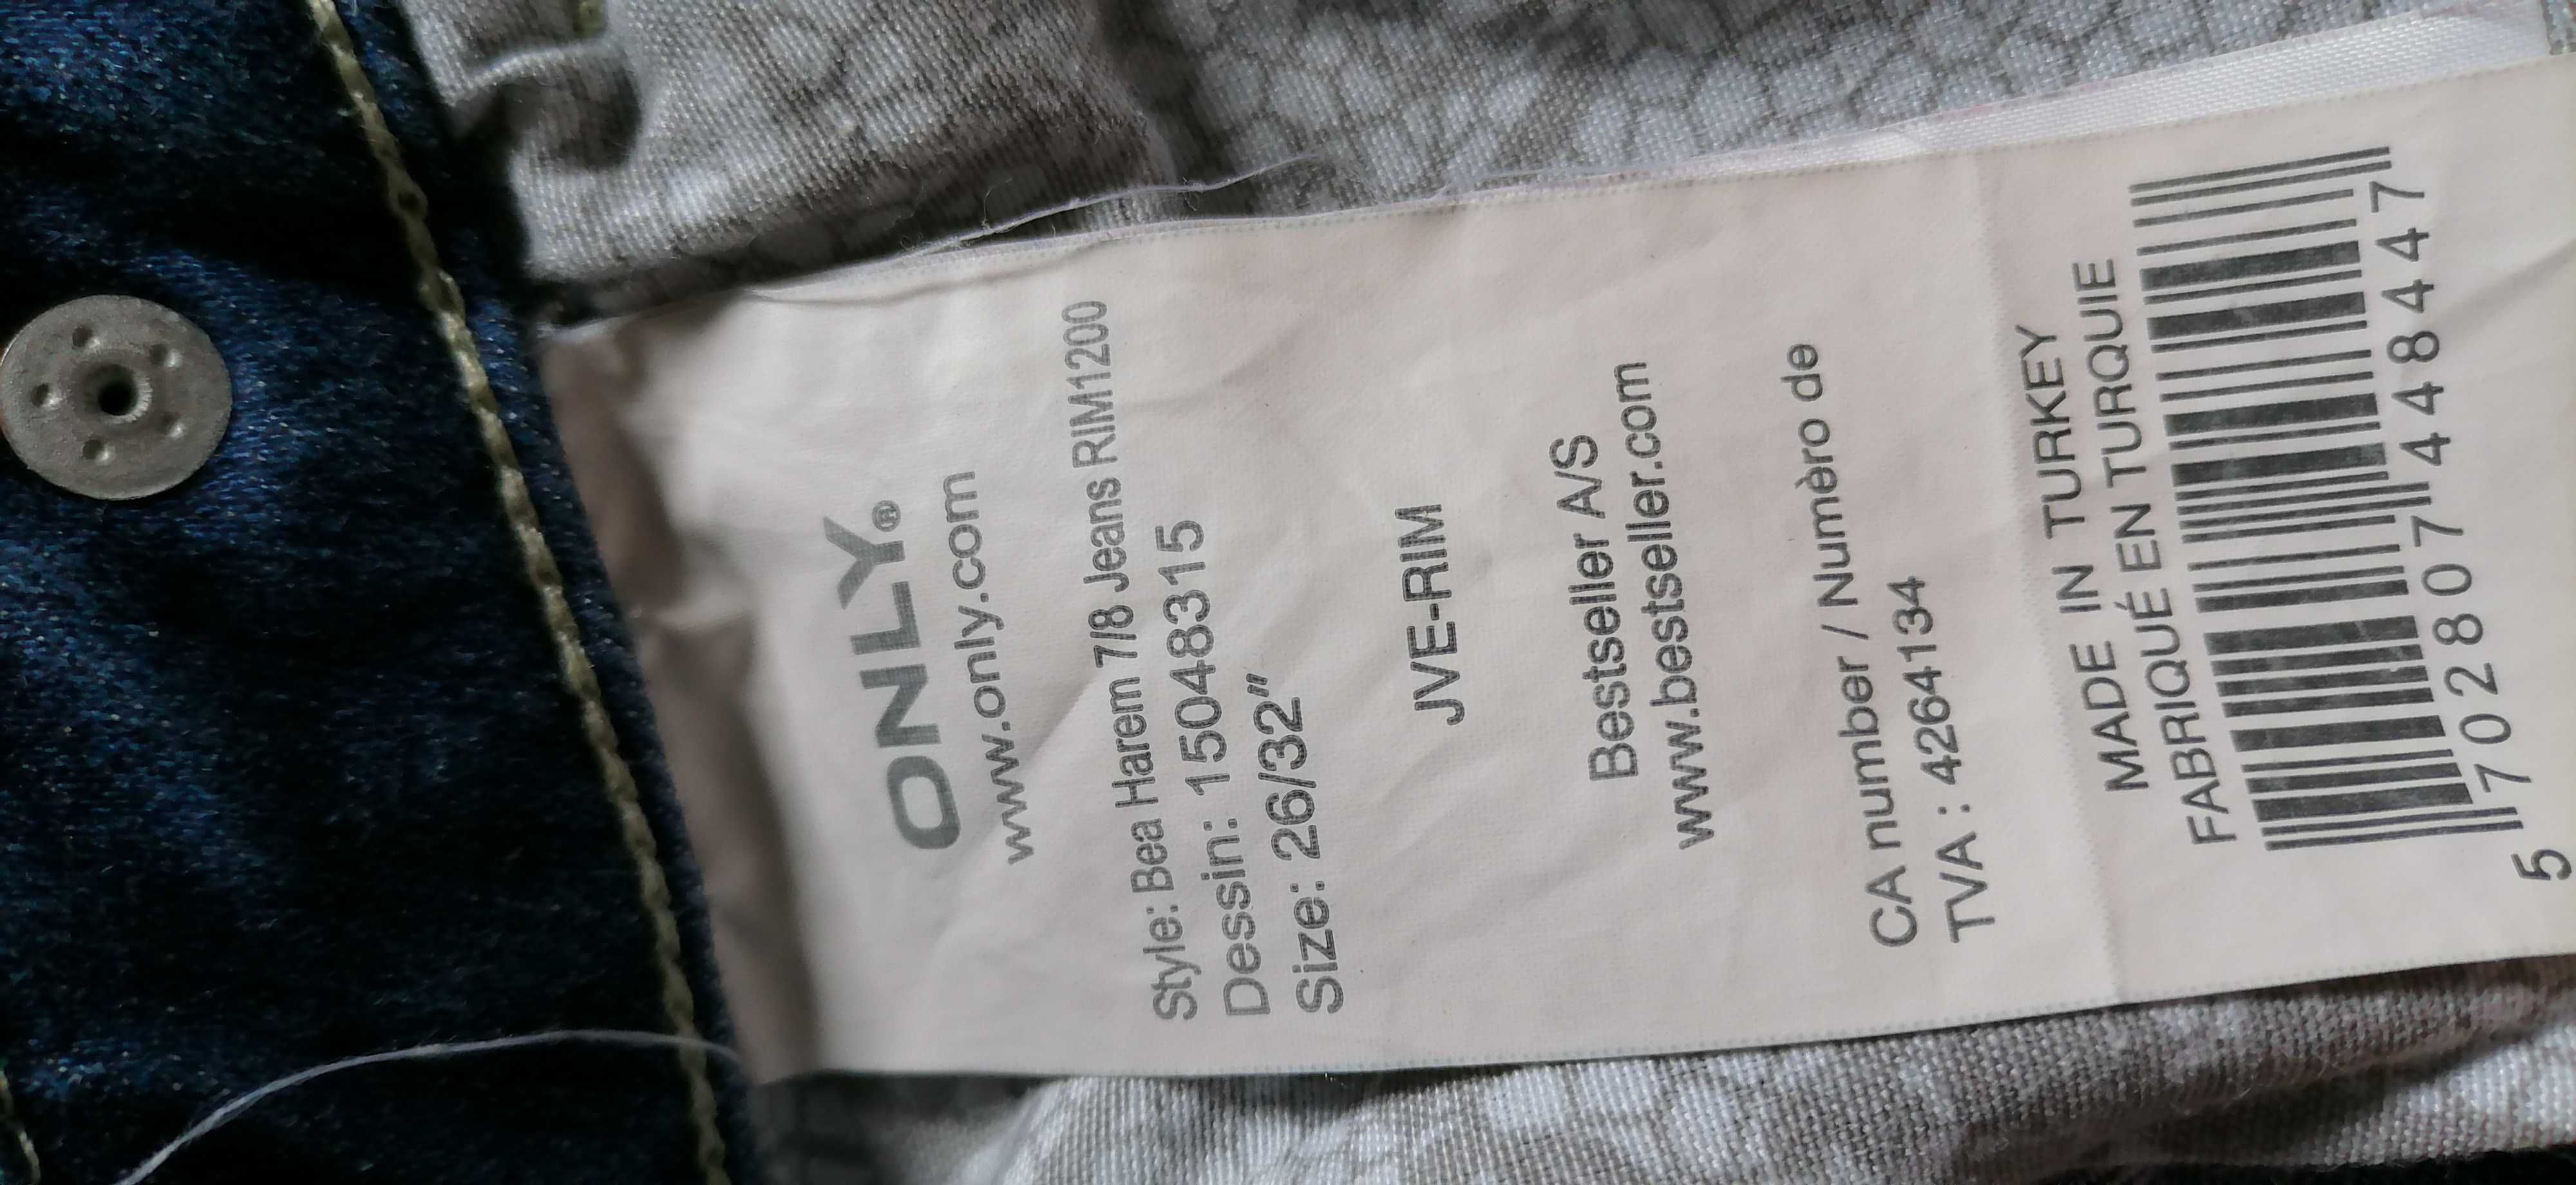 ONLY®
www.only.com
Style: Bea Harem 7/8 Jeans RIM1200
Dessin: 15048315
Size: 26/32”
JVE-RIM
Bestseller A/S
www.bestseller.com
CA number / Numèro de
TVA : 4264134
MADE IN TURKEY
FABRIQUÉ EN TURQUIE
5 702807 448447